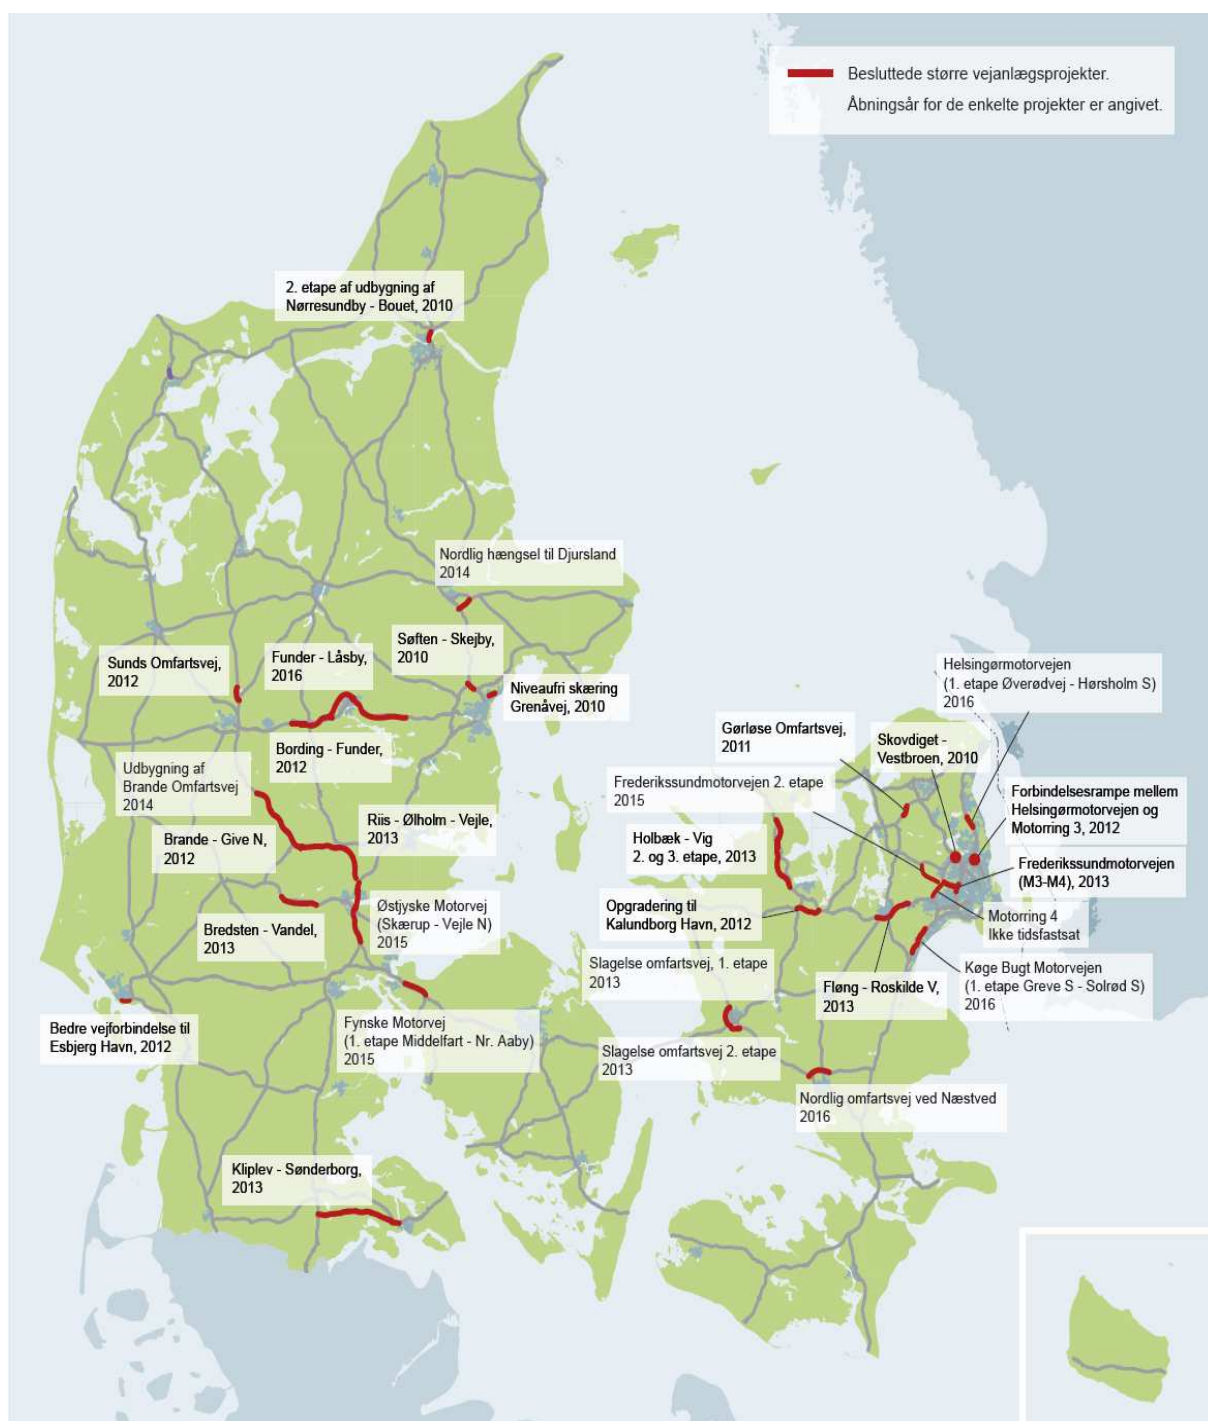 Besluttede større vejanlægsprojekter.
Åbningsår for de enkelte projekter er angivet.
2. etape af udbygning af
Nørresundby - Bouet, 2010
Nordlig hængsel til Djursland
2014
Søften - Skejby,
2010
Funder - Låsby,
2016
Sunds Omfartsvej,
2012
Niveaufri skæring
Grenåvej, 2010
Bording - Funder,
2012
Udbygning af
Brande Omfartsvej
2014
Brande - Give N,
2012
Riis - Ølholm - Vejle,
2013
Østjyske Motorvej
(Skærup - Vejle N)
2015
Bredsten - Vandel,
2013
Bedre vejforbindelse til
Esbjerg Havn, 2012
Fynske Motorvej
(1. etape Middelfart - Nr. Aaby)
2015
Kliplev - Sønderborg,
2013
Helsingørmotorvejen
(1. etape Øverødvej - Hørsholm S)
2016
Gørløse Omfartsvej,
2011
Skovdiget -
Vestbroen, 2010
Frederikssundmotorvejen 2. etape
2015
Forbindelsesrampe mellem
Helsingørmotorvejen og
Motorring 3, 2012
Holbæk - Vig
2. og 3. etape, 2013
Frederikssundmotorvejen
(M3-M4), 2013
Opgradering til
Kalundborg Havn, 2012
Motorring 4
Ikke tidsfastsat
Slagelse omfartsvej, 1. etape
2013
Fløng - Roskilde V,
2013
Køge Bugt Motorvejen
(1. etape Greve S - Solrød S)
2016
Slagelse omfartsvej 2. etape
2013
Nordlig omfartsvej ved Næstved
2016